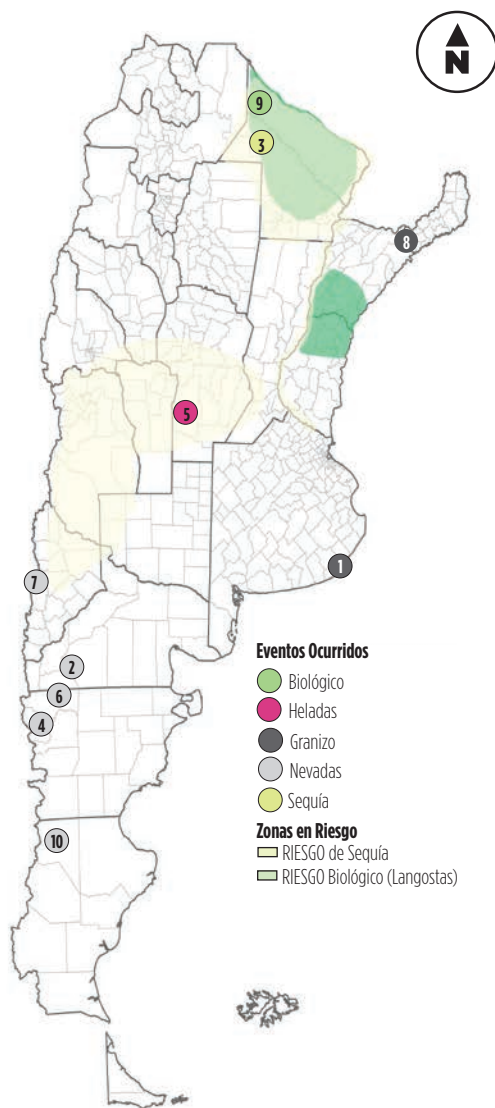 N
9
3
8
5
1
7
2
6
4
10
Eventos Ocurridos
Biológico
Heladas
Granizo
Nevadas
Sequía
Zonas en Riesgo
RIESGO de Sequía
RIESGO Biológico (Langostas)